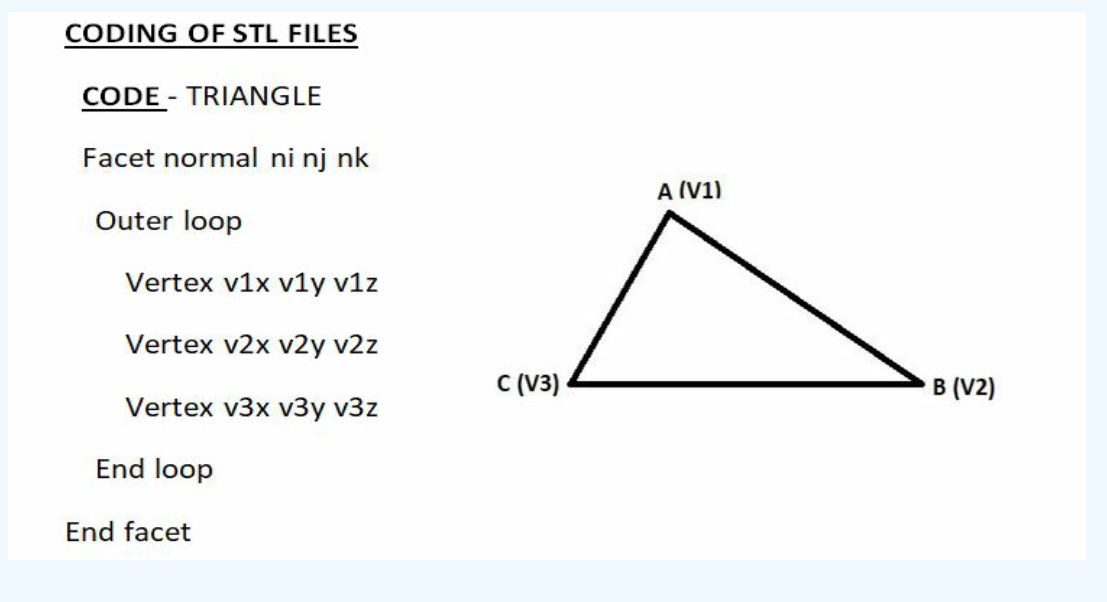 CODING OF STL FILES
CODE - TRIANGLE
Facet normal ni nj nk
Outer loop
Vertex v1x v1y v1z
Vertex v2x v2y v2z
Vertex v3x v3y v3z
End loop
End facet
A (V1)
C (V3)
B (V2)